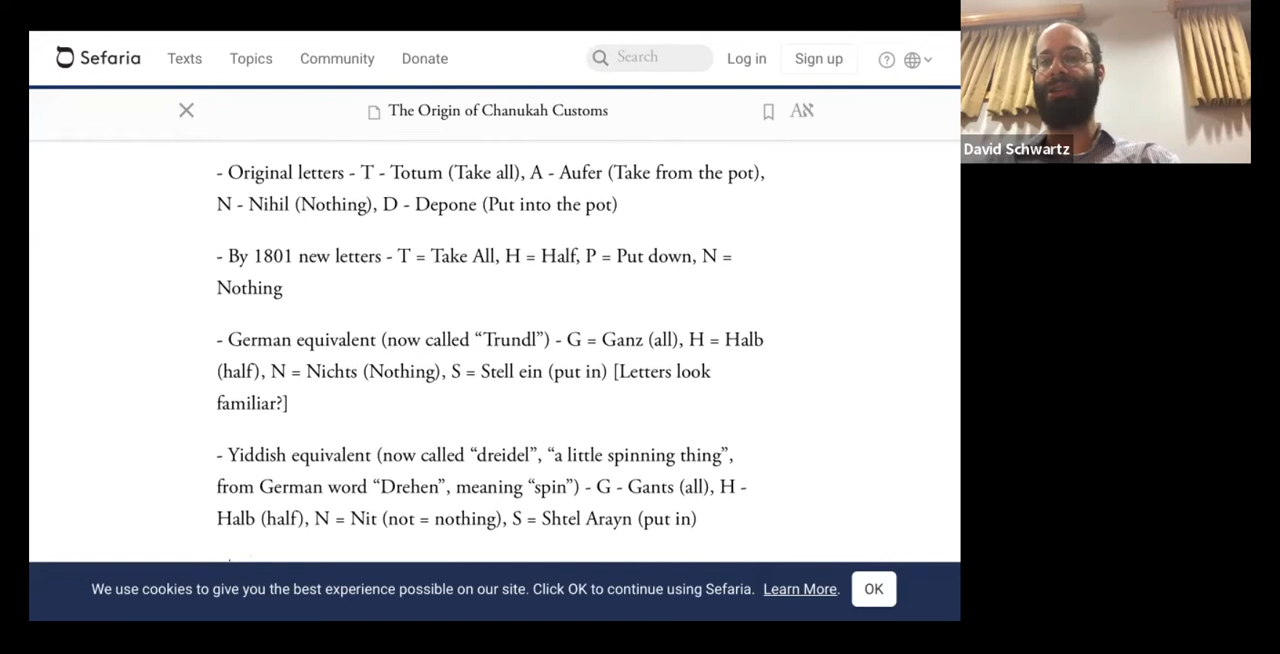 Sefaria
Texts
Topics
Community
Donate
Search
Log in
Sign up
The Origin of Chanukah Customs
Aא
David Schwartz
- Original letters - T - Totum (Take all), A - Aufer (Take from the pot),
N - Nihil (Nothing), D - Depone (Put into the pot)
- By 1801 new letters - T = Take All, H = Half, P = Put down, N =
Nothing
- German equivalent (now called “Trundl”) - G = Ganz (all), H = Halb
(half), N = Nichts (Nothing), S = Stell ein (put in) [Letters look
familiar?]
- Yiddish equivalent (now called “dreidel”, “a little spinning thing”,
from German word “Drehen”, meaning “spin”) - G - Gants (all), H -
Halb (half), N = Nit (not = nothing), S = Shtel Arayn (put in)
We use cookies to give you the best experience possible on our site. Click OK to continue using Sefaria. Learn More.
OK